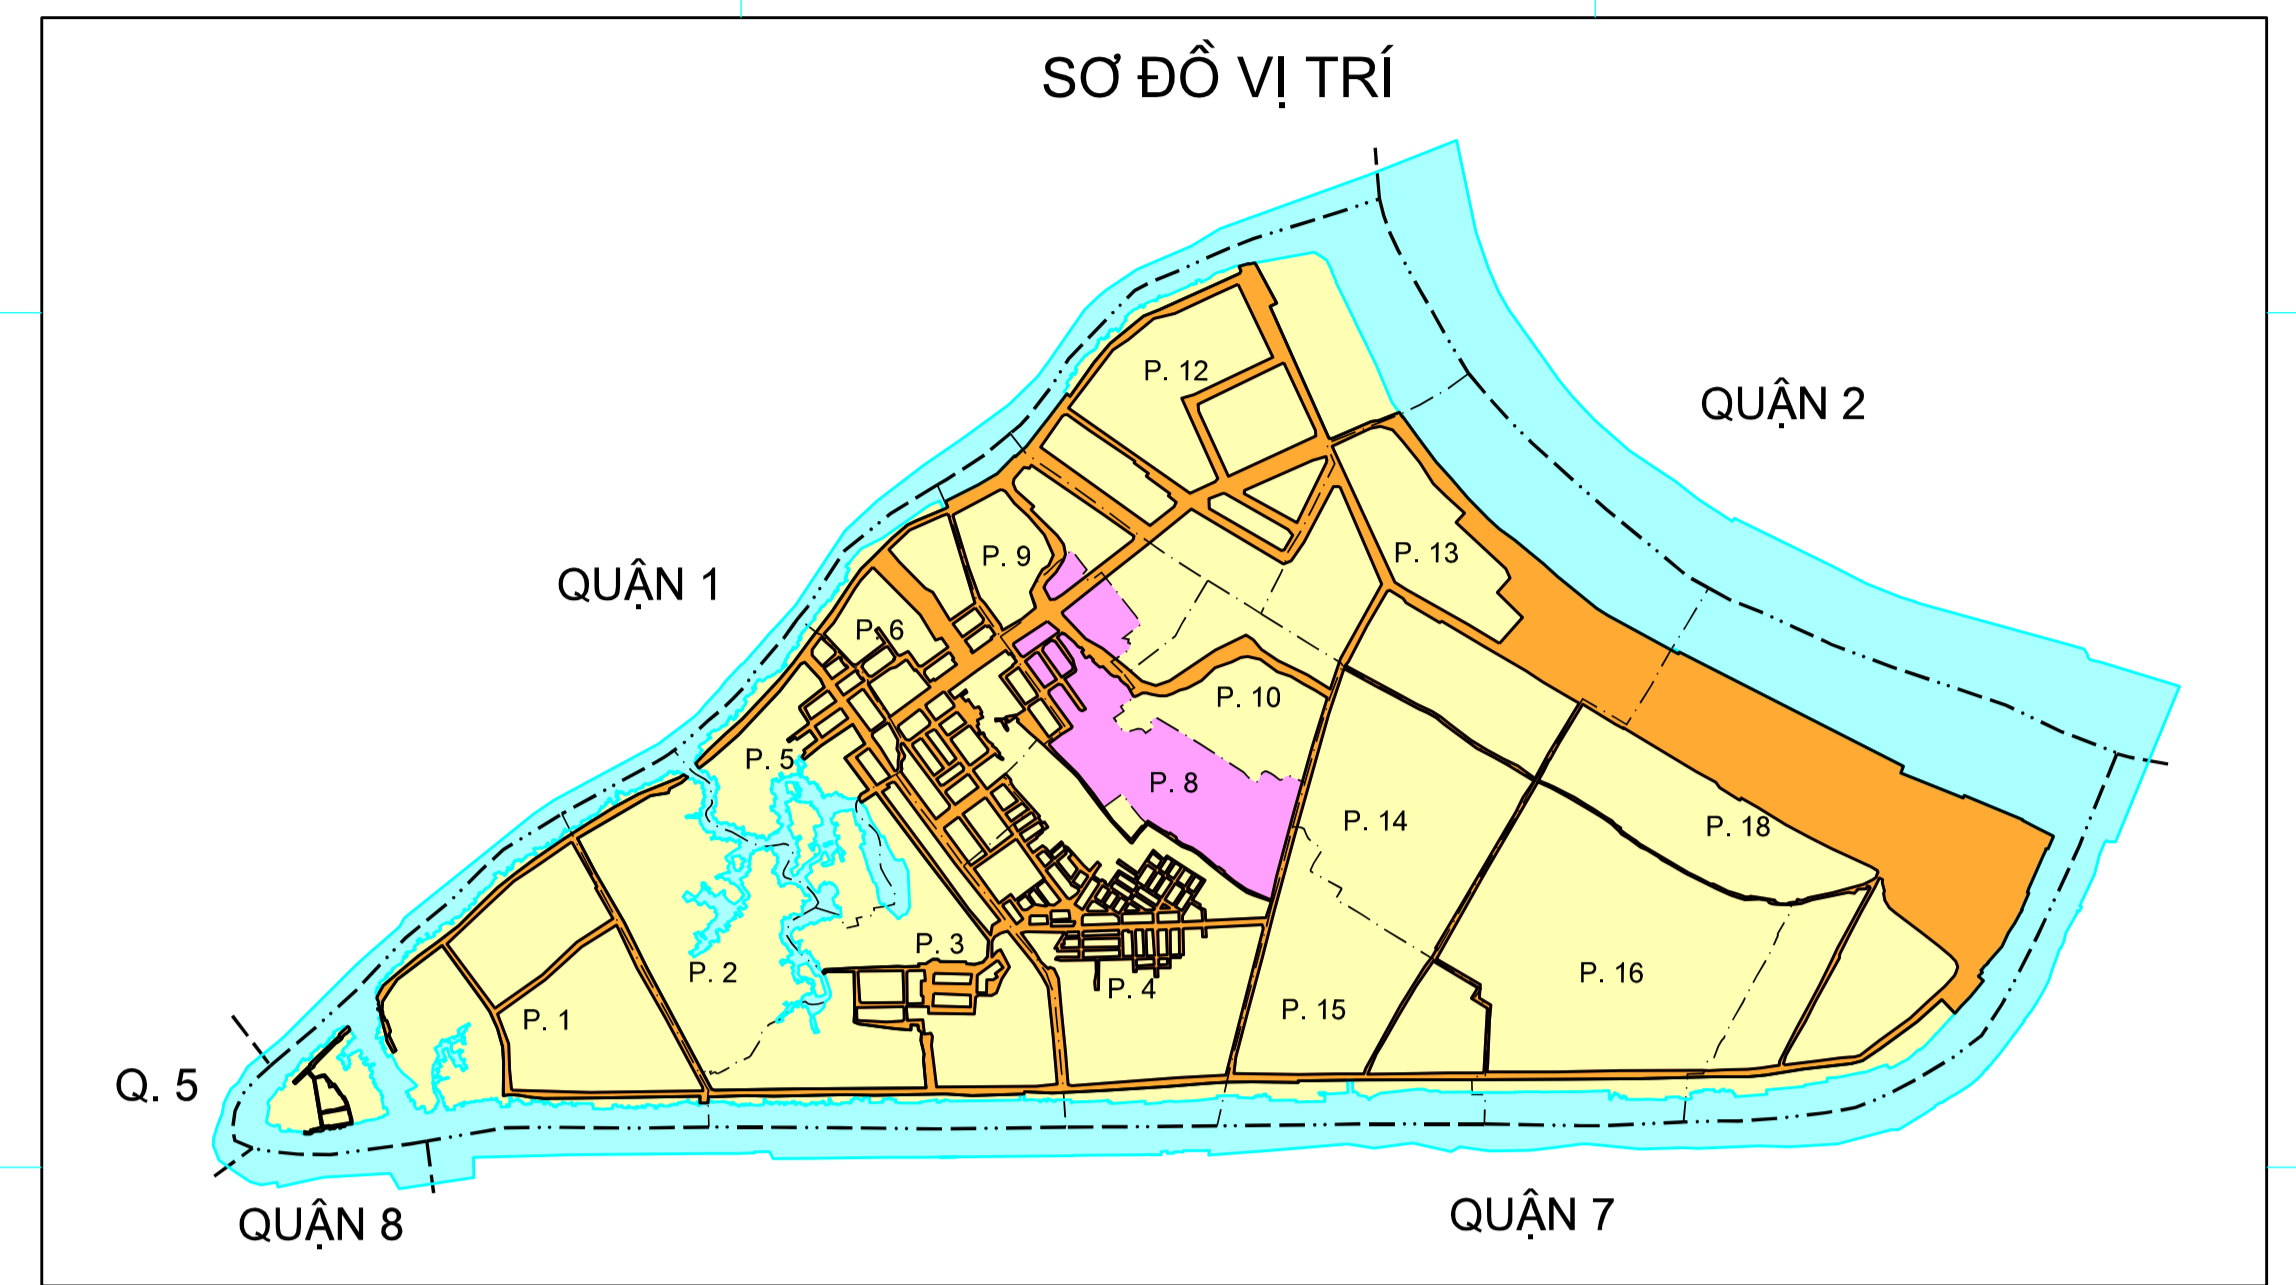 SƠ ĐỒ VỊ TRÍ
P. 12
QUẬN 2
P. 9
P. 13
QUẬN 1
P. 6
P. 10
P. 5
P. 8
P. 14
P. 18
P. 3
P. 2
P. 16
P. 4
P. 15
P. 1
Q. 5
QUẬN 8
QUẬN 7